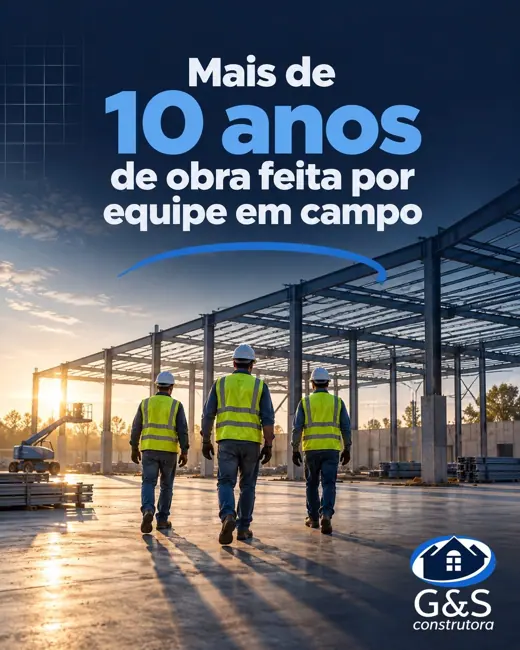 Mais de
10 anos
de obra feita por
equipe em campo
G&S
construtora